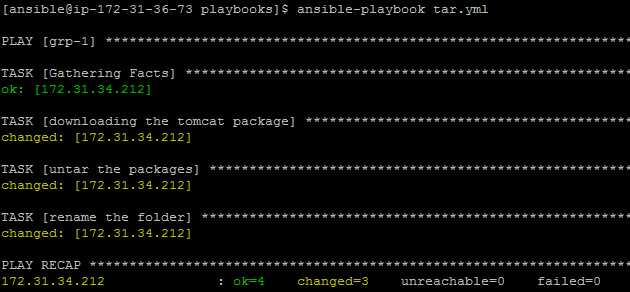 [ansible@ip-172-31-36-73 playbooks]$ ansible-playbook tar.yml
PLAY [grp-1] *********************************************************************
TASK [Gathering Facts] ***********************************************************
ok: [172.31.34.212]
TASK [downloading the tomcat package] ********************************************
changed: [172.31.34.212]
TASK [untar the packages] ********************************************************
changed: [172.31.34.212]
TASK [rename the folder] *********************************************************
changed: [172.31.34.212]
PLAY RECAP ***********************************************************************
172.31.34.212              : ok=4    changed=3    unreachable=0    failed=0